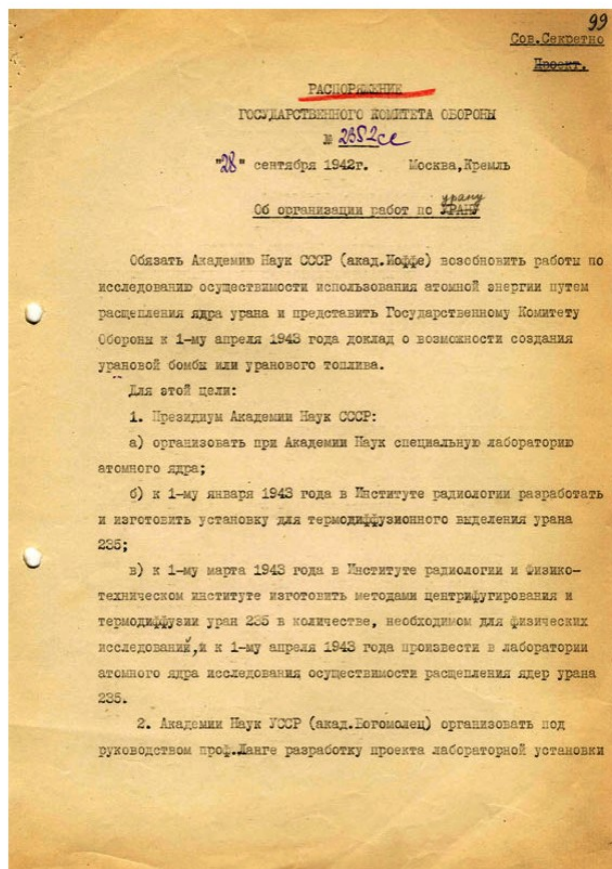 99
Сов.Секретно
Проект.
РАСПОРЯЖЕНИЕ
ГОСУДАРСТВЕННОГО КОМИТЕТА ОБОРОНЫ
№ 2352сс
"28" сентября 1942г. Москва,Кремль
урану
Об организации работ по УРАНУ
Обязать Академию Наук СССР (акад.Иоффе) возобновить работы по
исследованию осуществимости использования атомной энергии путем
расщепления ядра урана и представить Государственному Комитету
Обороны к 1-му апреля 1943 года доклад о возможности создания
урановой бомбы или уранового топлива.
Для этой цели:
1. Президиум Академии Наук СССР:
а) организовать при Академии Наук специальную лабораторию
атомного ядра;
б) к 1-му января 1943 года в Институте радиологии разработать
и изготовить установку для термодиффузионного выделения урана
235;
в) к 1-му марта 1943 года в Институте радиологии и Физико-
техническом институте изготовить методами центрифугирования и
термодиффузии уран 235 в количестве, необходимом для физических
исследований,и к 1-му апреля 1943 года произвести в лаборатории
атомного ядра исследования осуществимости расщепления ядер урана
235.
2. Академии Наук УССР (акад.Богомолец) организовать под
руководством проф.Ланге разработку проекта лабораторной установки